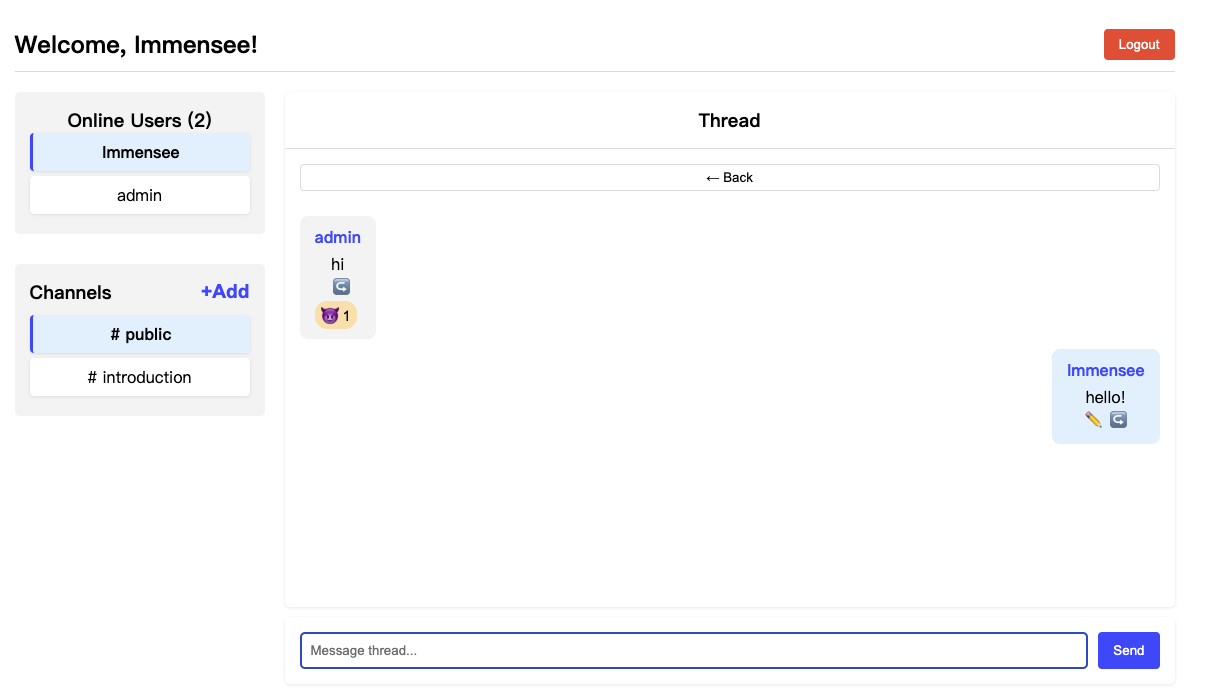 Welcome, Immensee!
Logout
Online Users (2)
Immensee
admin
Channels
+Add
# public
# introduction
Thread
← Back
admin
hi
1
Immensee
hello!
Message thread...
Send